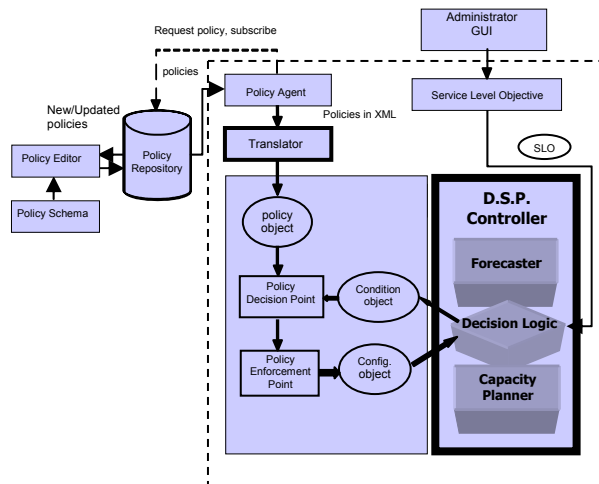 Request policy, subscribe
Administrator
GUI
policies
Policy Agent
Service Level Objective
Policies in XML
New/Updated
policies
Translator
SLO
Policy Editor
Policy
Repository
Policy Schema
policy
object
D.S.P.
Controller
Forecaster
Policy
Decision Point
Condition
object
Decision Logic
Policy
Enforcement
Point
Config.
object
Capacity
Planner